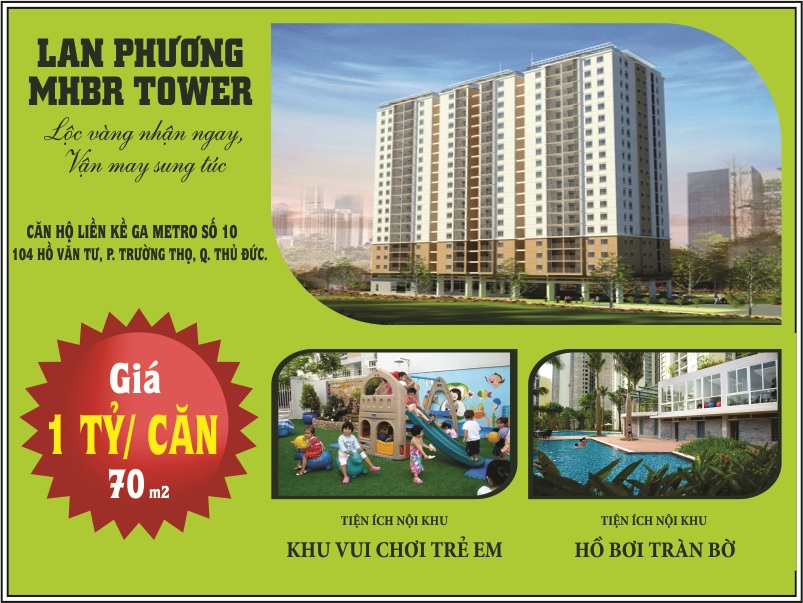 LAN PHƯƠNG
MHBR TOWER
Lộc vàng nhận ngay,
Vận may sung túc
CĂN HỘ LIỀN KỀ GA METRO SỐ 10
104 HỒ VĂN TƯ, P. TRƯỜNG THỌ, Q. THỦ ĐỨC.
Giá
1 TỶ/ CĂN
70 m2
TIỆN ÍCH NỘI KHU
KHU VUI CHƠI TRẺ EM
TIỆN ÍCH NỘI KHU
HỒ BƠI TRÀN BỜ